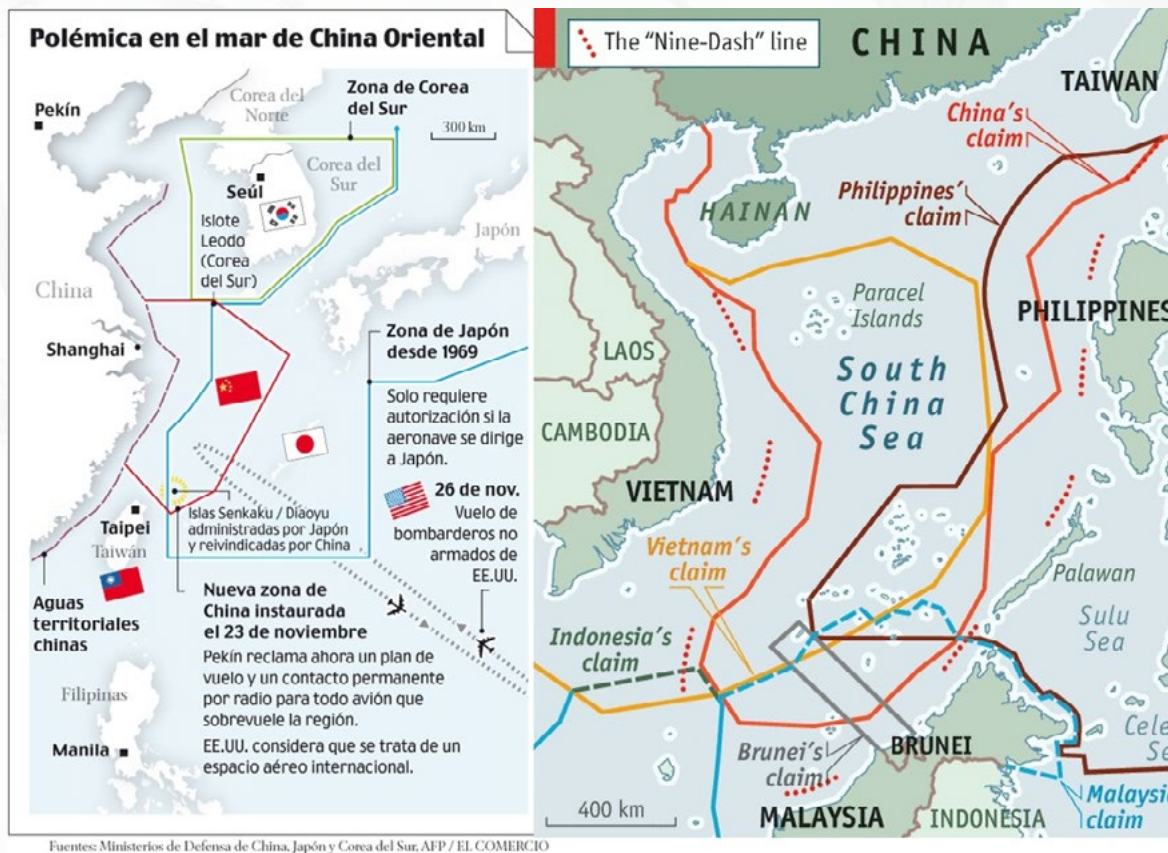 Polémica en el mar de China Oriental
Pekín
Corea del
Norte
Zona de Corea
del Sur
300 km
Seúl
Corea del
Sur
Islote
Leodo
(Corea
del Sur)
Japón
China
Shanghai
Zona de Japón
desde 1969
Solo requiere
autorización si la
aeronave se dirige
a Japón.
26 de nov.
Vuelo de
bombarderos no
armados de
EE.UU.
Islas Senkaku / Diaoyu
administradas por Japón
y reivindicadas por China
Taipei
Taiwán
Aguas
territoriales
chinas
Nueva zona de
China instaurada
el 23 de noviembre
Pekín reclama ahora un plan de
vuelo y un contacto permanente
por radio para todo avión que
sobrevuele la región.
EE.UU. considera que se trata de un
espacio aéreo internacional.
Filipinas
Manila
Fuentes: Ministerios de Defensa de China, Japón y Corea del Sur, AFP / EL COMERCIO
The "Nine-Dash" line
CHINA
TAIWAN
China's
claim
Philippines'
claim
HAINAN
Paracel
Islands
PHILIPPINES
LAOS
South
China
Sea
CAMBODIA
VIETNAM
Vietnam's
claim
Palawan
Sulu
Sea
Indonesia's
claim
Brunei's
claim
BRUNEI
Cele
Se
400 km
MALAYSIA
INDONESIA
Malaysia
claim